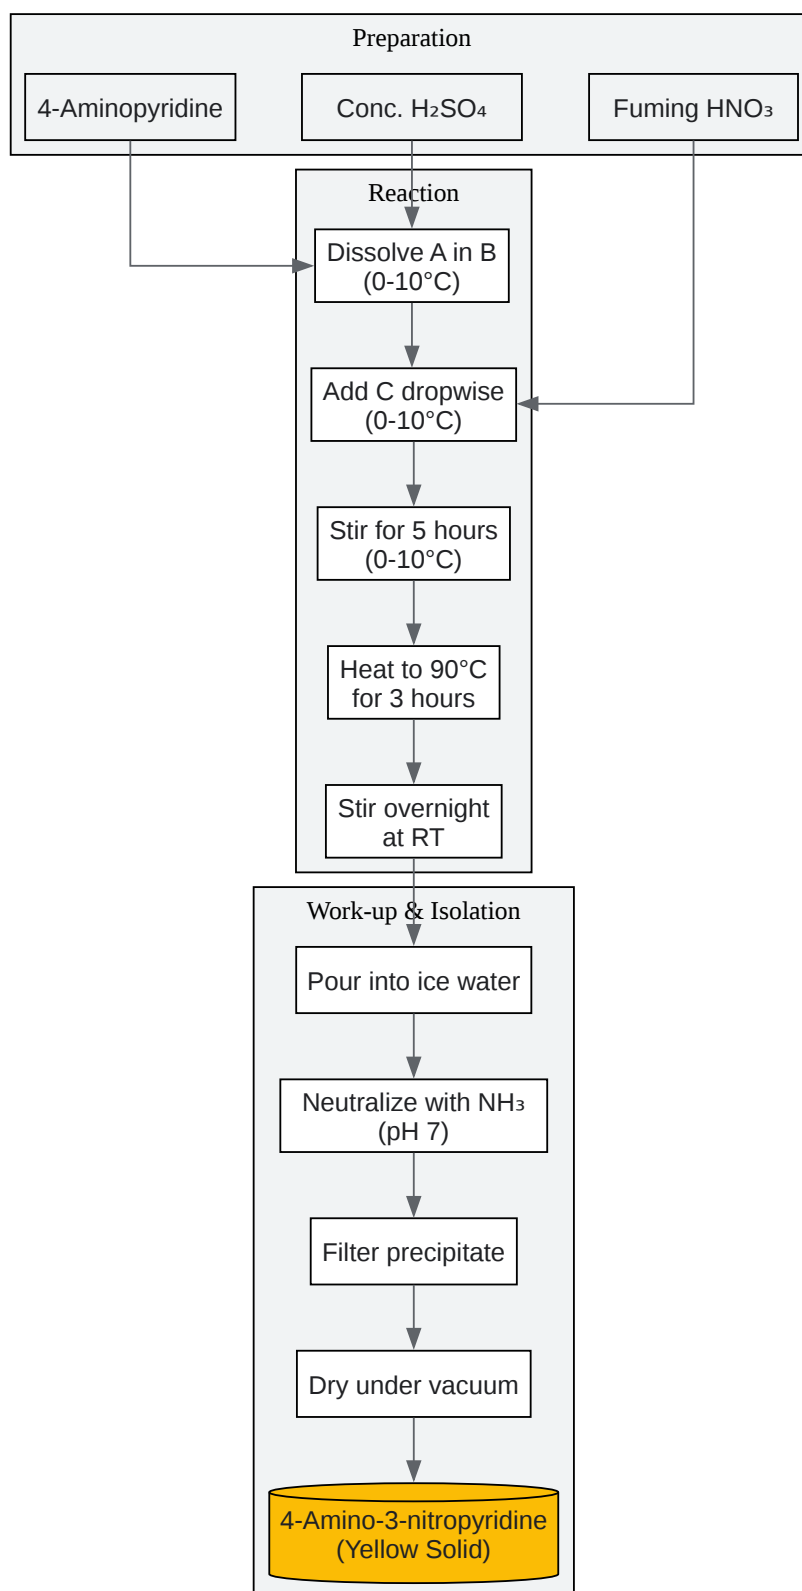 Preparation
4-Aminopyridine
Conc. H₂SO₄
Fuming HNO₃
Reaction
Dissolve A in B
(0-10°C)
Add C dropwise
(0-10°C)
Stir for 5 hours
(0-10°C)
Heat to 90°C
for 3 hours
Stir overnight
at RT
Work-up & Isolation
Pour into ice water
Neutralize with NH₃
(pH 7)
Filter precipitate
Dry under vacuum
4-Amino-3-nitropyridine
(Yellow Solid)